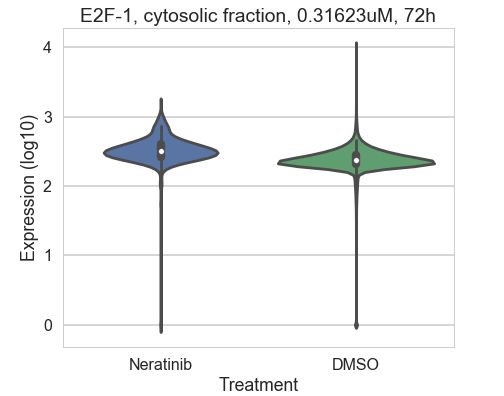 E2F-1, cytosolic fraction, 0.31623uM, 72h
Expression (log10)
4
3
2
1
0
Neratinib
DMSO
Treatment